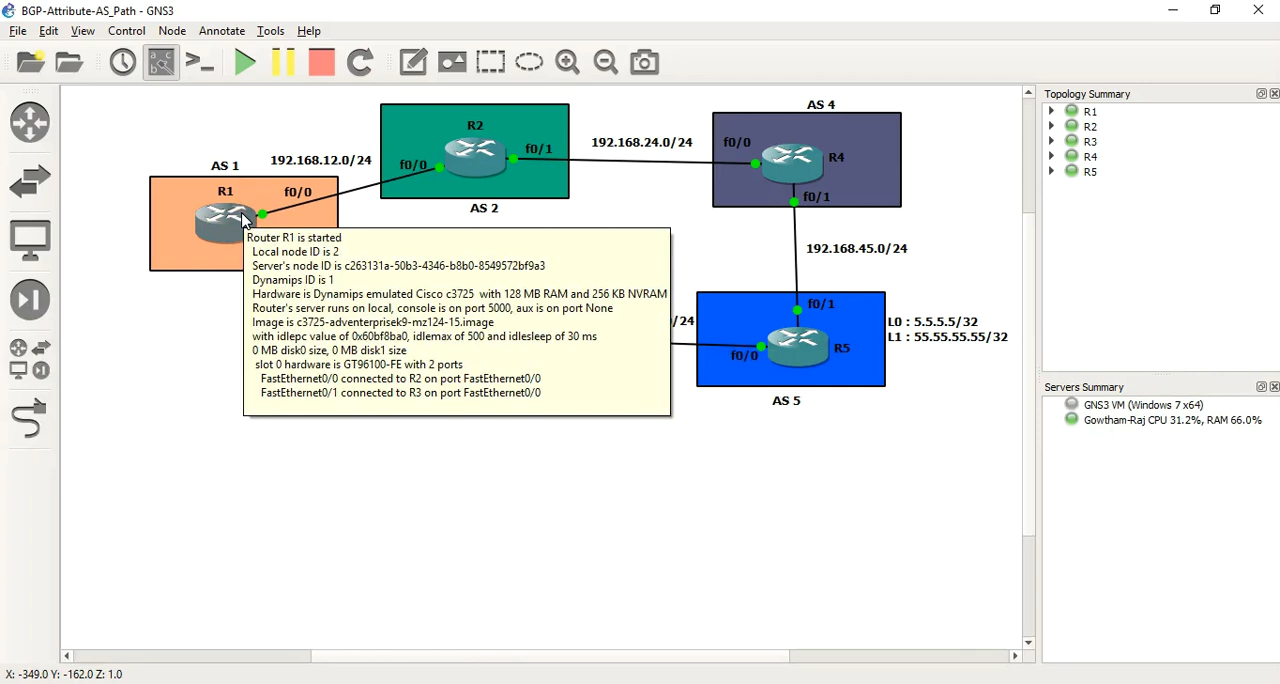 BGP-Attribute-AS_Path - GNS3
File Edit View Control Node Annotate Tools Help
AS 4
AS 1
192.168.12.0/24
R2
f0/0
f0/1
192.168.24.0/24
f0/0
R4
f0/1
R1
f0/0
AS 2
192.168.45.0/24
Router R1 is started
Local node ID is 2
Server's node ID is c263131a-50b3-4346-b8b0-8549572bf9a3
Dynamips ID is 1
Hardware is Dynamips emulated Cisco c3725 with 128 MB RAM and 256 KB NVRAM
Router's server runs on local, console is on port 5000, aux is on port None
Image is c3725-adventerprisek9-mz124-15.image
with idlepc value of 0x60bf8ba0, idlemax of 500 and idlesleep of 30 ms
0 MB disk0 size, 0 MB disk1 size
slot 0 hardware is GT96100-FE with 2 ports
FastEthernet0/0 connected to R2 on port FastEthernet0/0
FastEthernet0/1 connected to R3 on port FastEthernet0/0
/24
f0/1
f0/0
R5
L0 : 5.5.5.5/32
L1 : 55.55.55.55/32
AS 5
Topology Summary
R1
R2
R3
R4
R5
Servers Summary
GNS3 VM (Windows 7 x64)
Gowtham-Raj CPU 31.2%, RAM 66.0%
X: -349.0 Y: -162.0 Z: 1.0